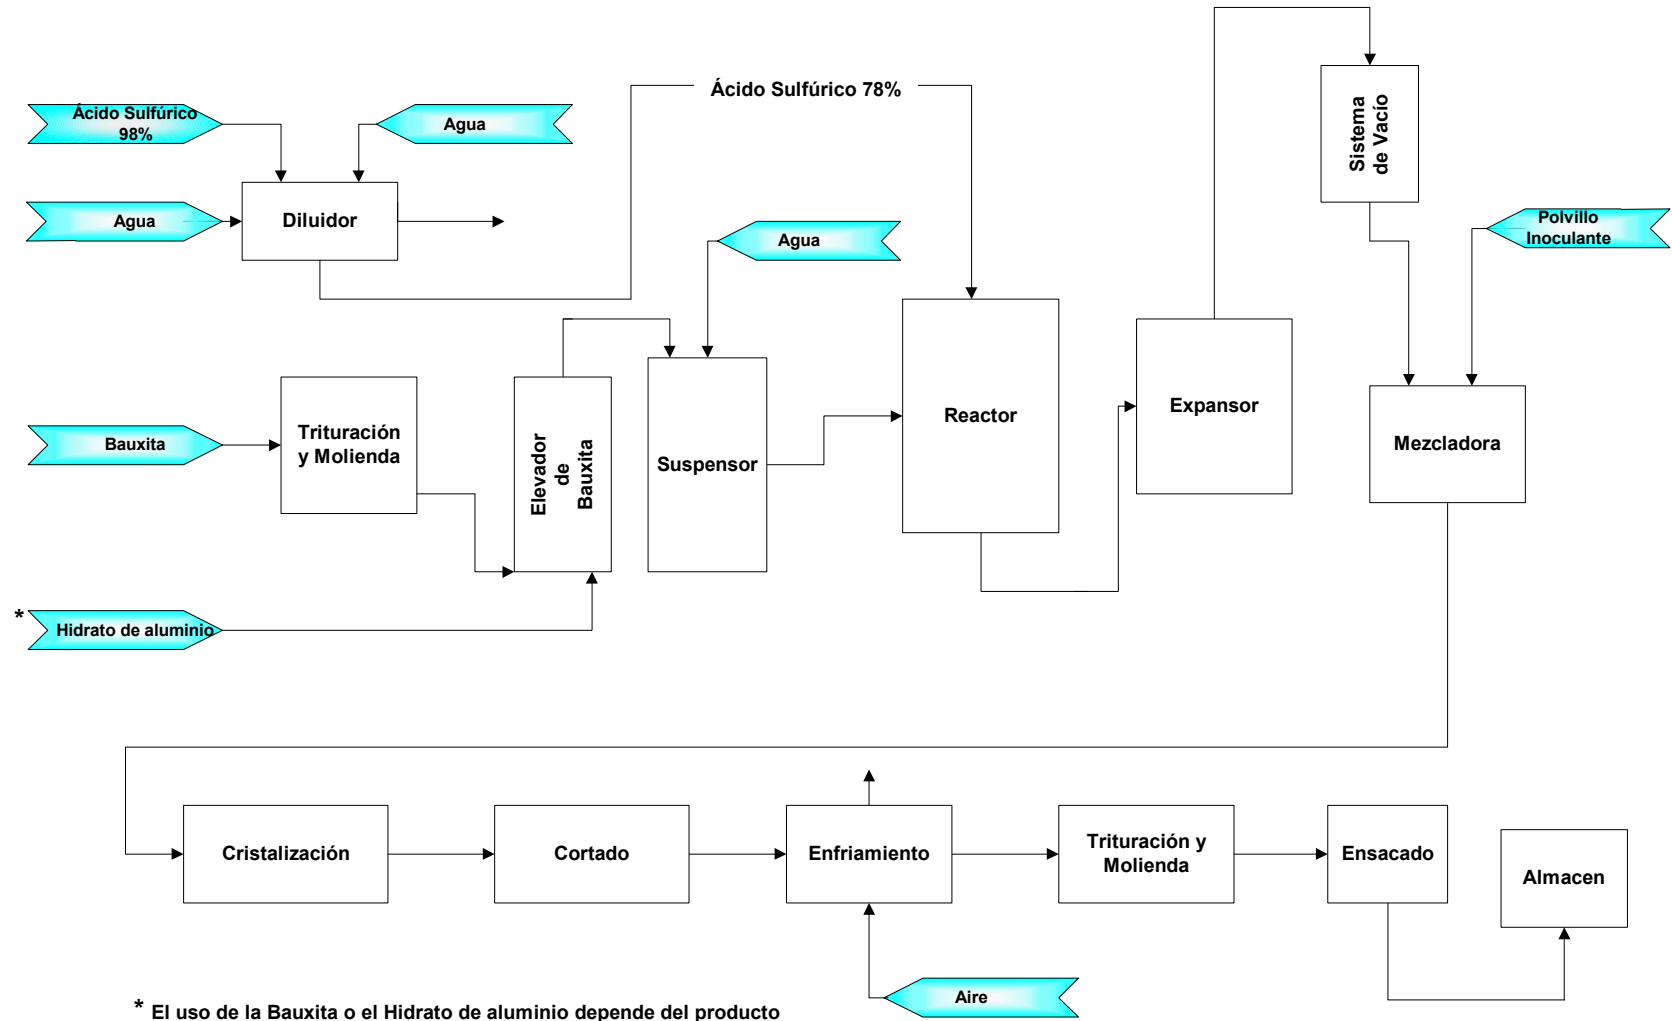 Ácido Sulfúrico 78%
Ácido Sulfúrico
98%
Agua
Sistema
de Vacío
Agua
Diluidor
Agua
Polvillo
Inoculante
Bauxita
Trituración
y Molienda
Elevador
de
Bauxita
Suspensor
Reactor
Expansor
Mezcladora
*
Hidrato de aluminio
Cristalización
Cortado
Enfriamiento
Trituración y
Molienda
Ensacado
Almacen
Aire
* El uso de la Bauxita o el Hidrato de aluminio depende del producto